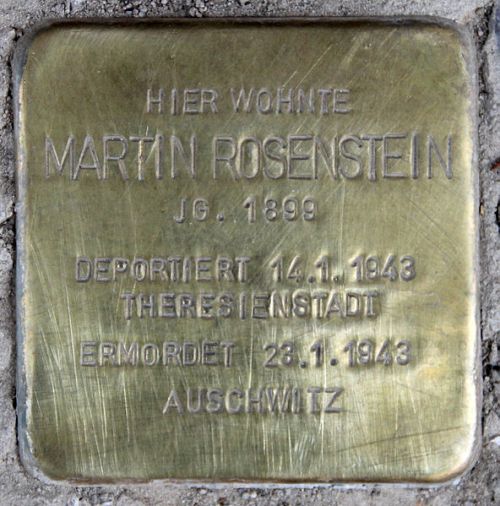 HIER WOHNTE
MARTIN ROSENSTEIN
JG. 1899
DEPORTIERT 14.1.1943
THERESIENSTADT
ERMORDET 23.1.1943
AUSCHWITZ